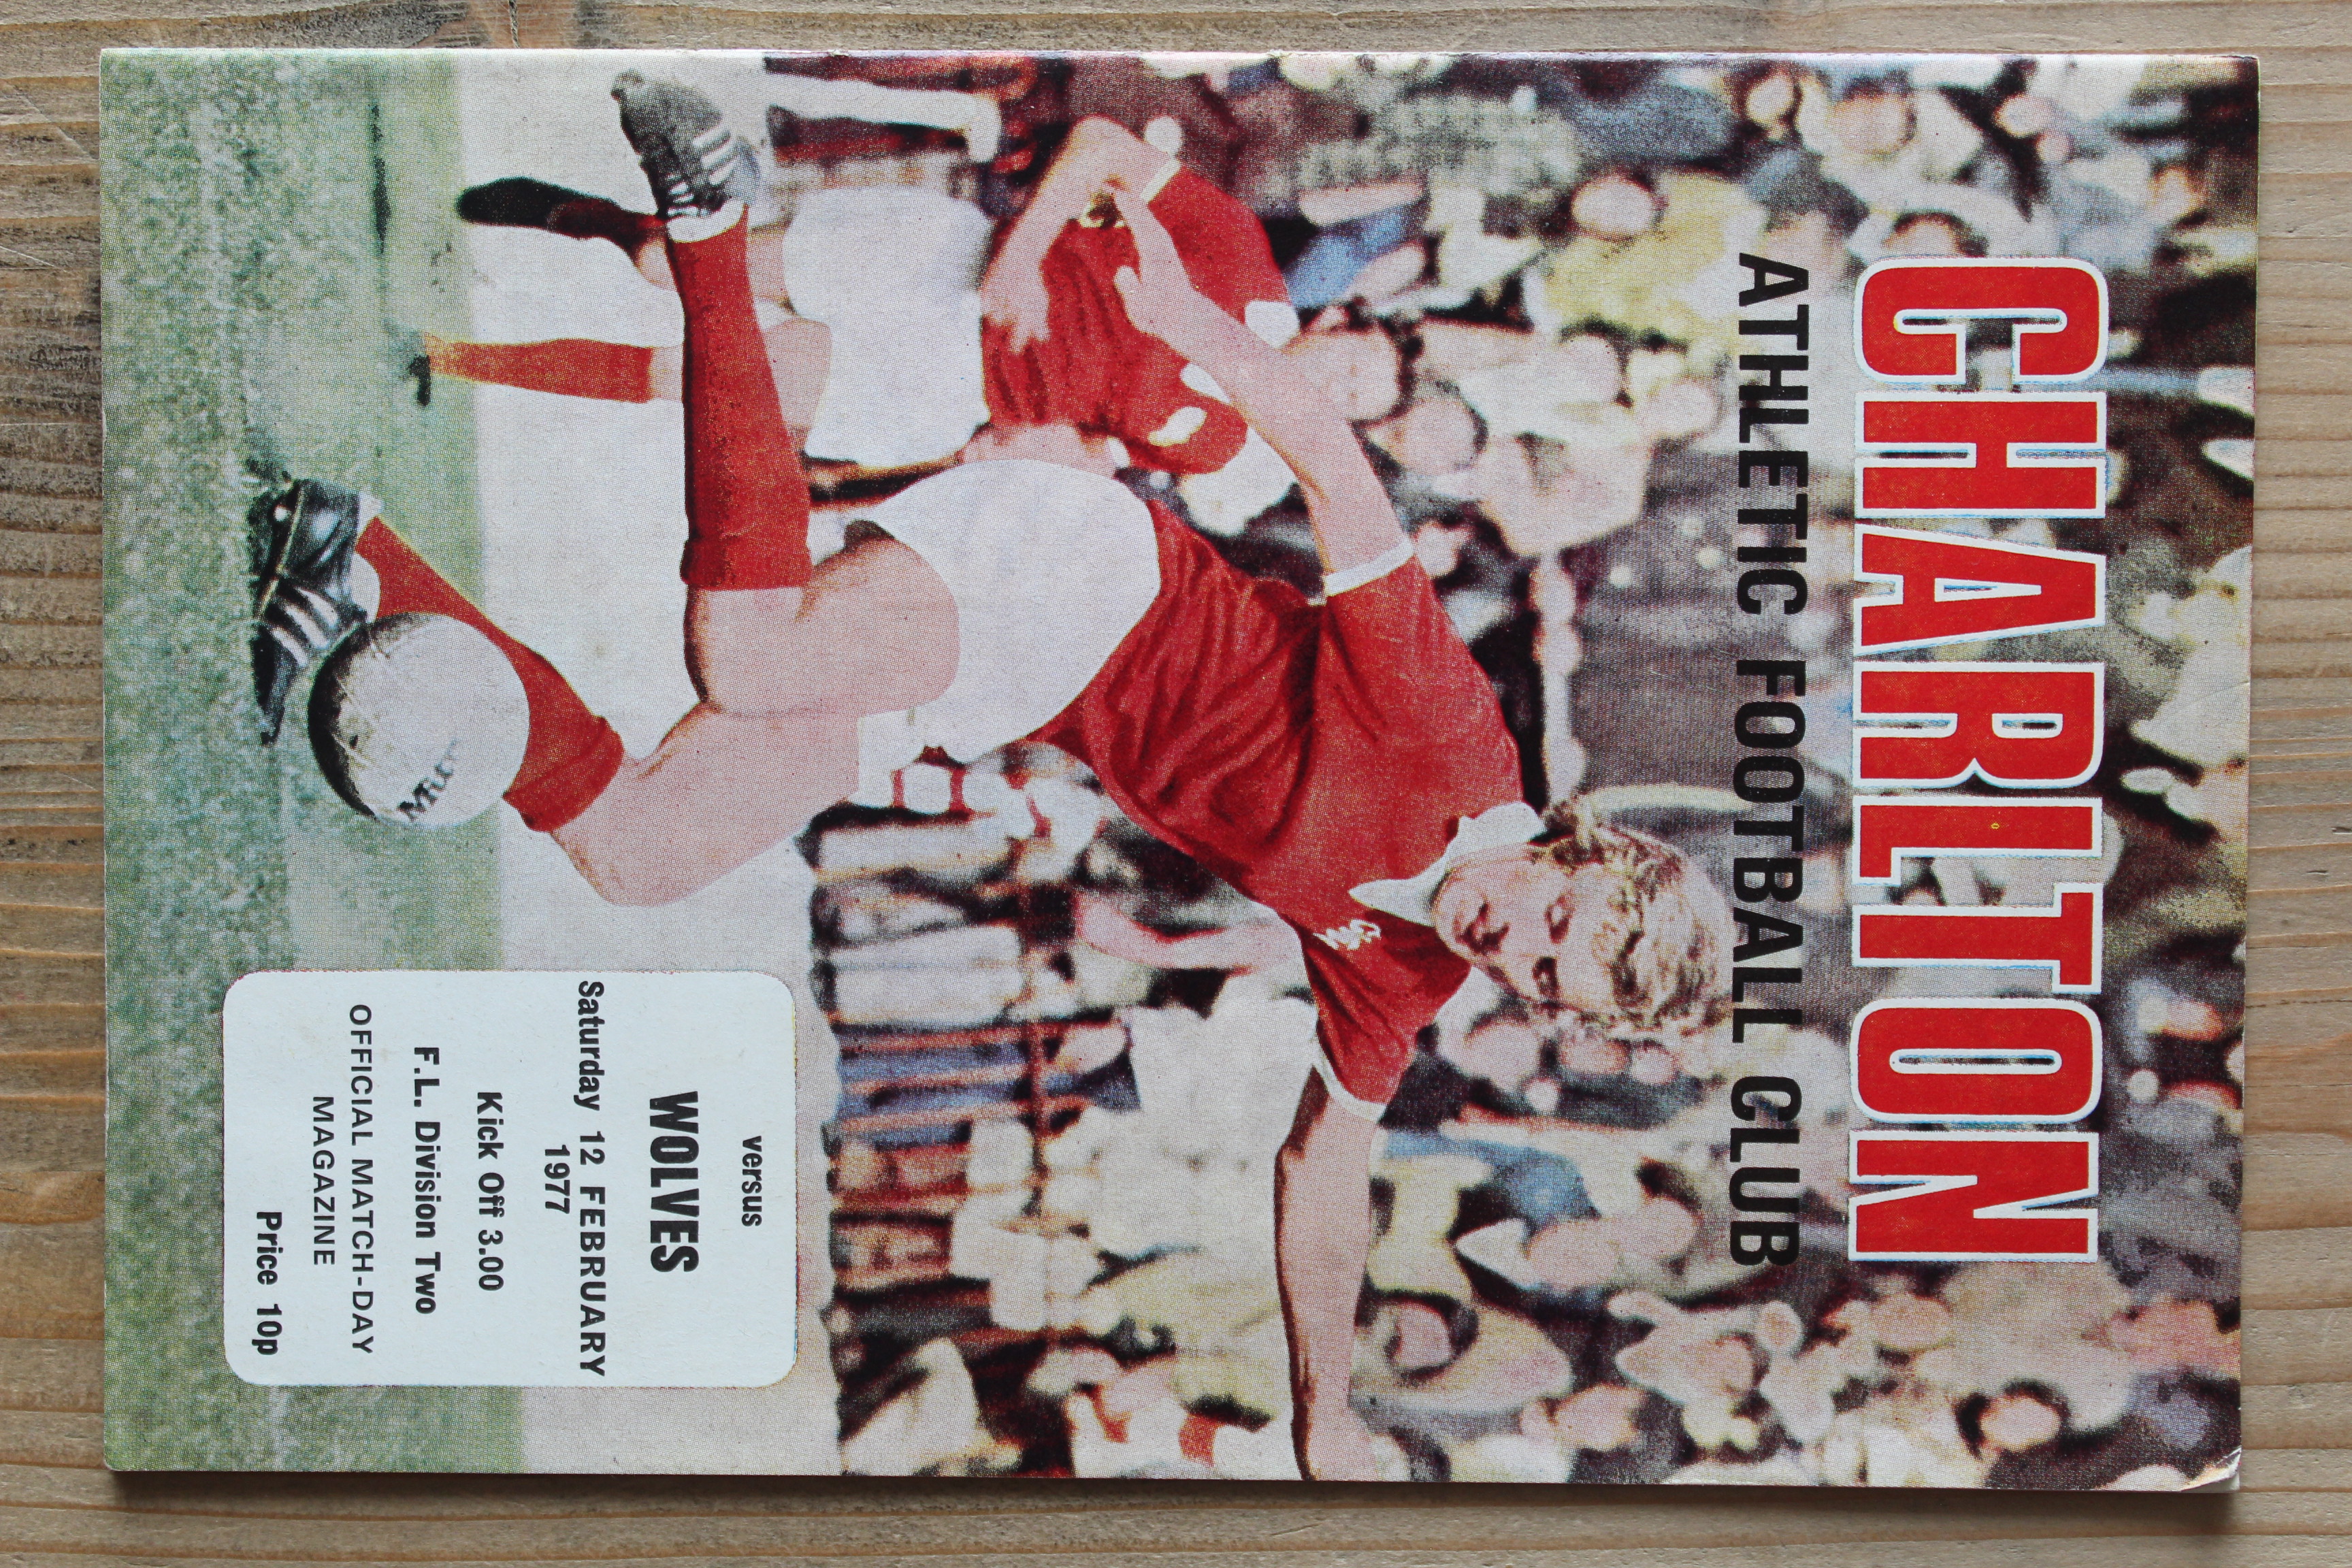 CHARLTON
ATHLETIC FOOTBALL CLUB
versus
WOLVES
Saturday 12 FEBRUARY
1977
Kick Off 3.00
F.L. Division Two
OFFICIAL MATCH-DAY
MAGAZINE
Price 10p